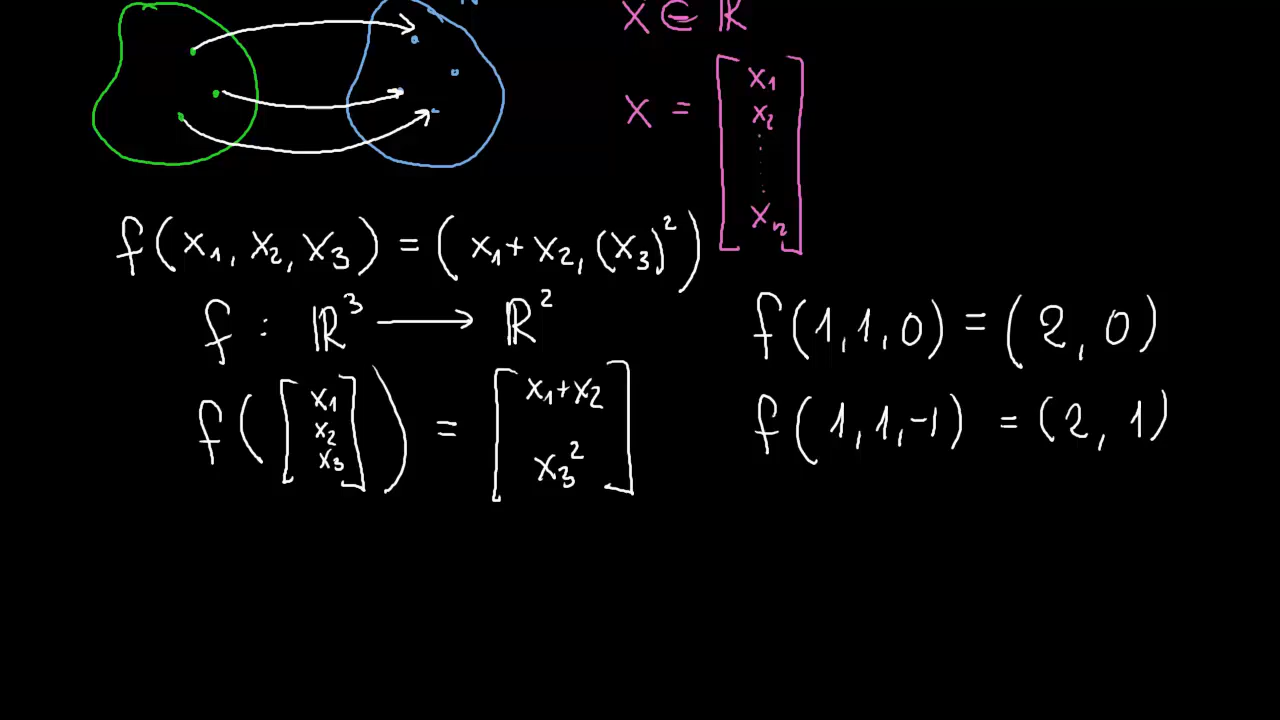 x ∈ ℝ
x = [x₁ x₂ ⋮ xₙ]
f(x₁, x₂, x₃) = (x₁+x₂, (x₃)²)
f : ℝ³ ⟶ ℝ²
f([x₁ x₂ x₃]) = [x₁+x₂ x₃²]
f(1,1,0) = (2,0)
f(1,1,-1) = (2,1)